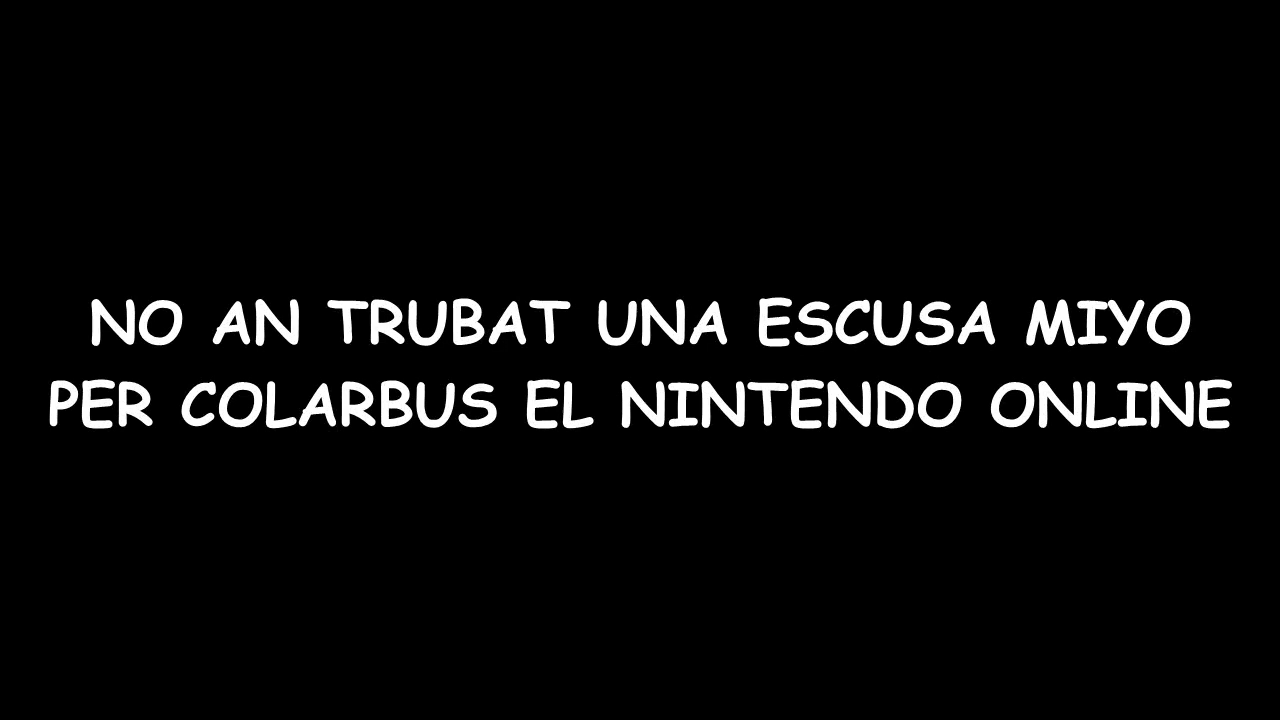 NO AN TRUBAT UNA ESCUSA MIYO
PER COLARBUS EL NINTENDO ONLINE